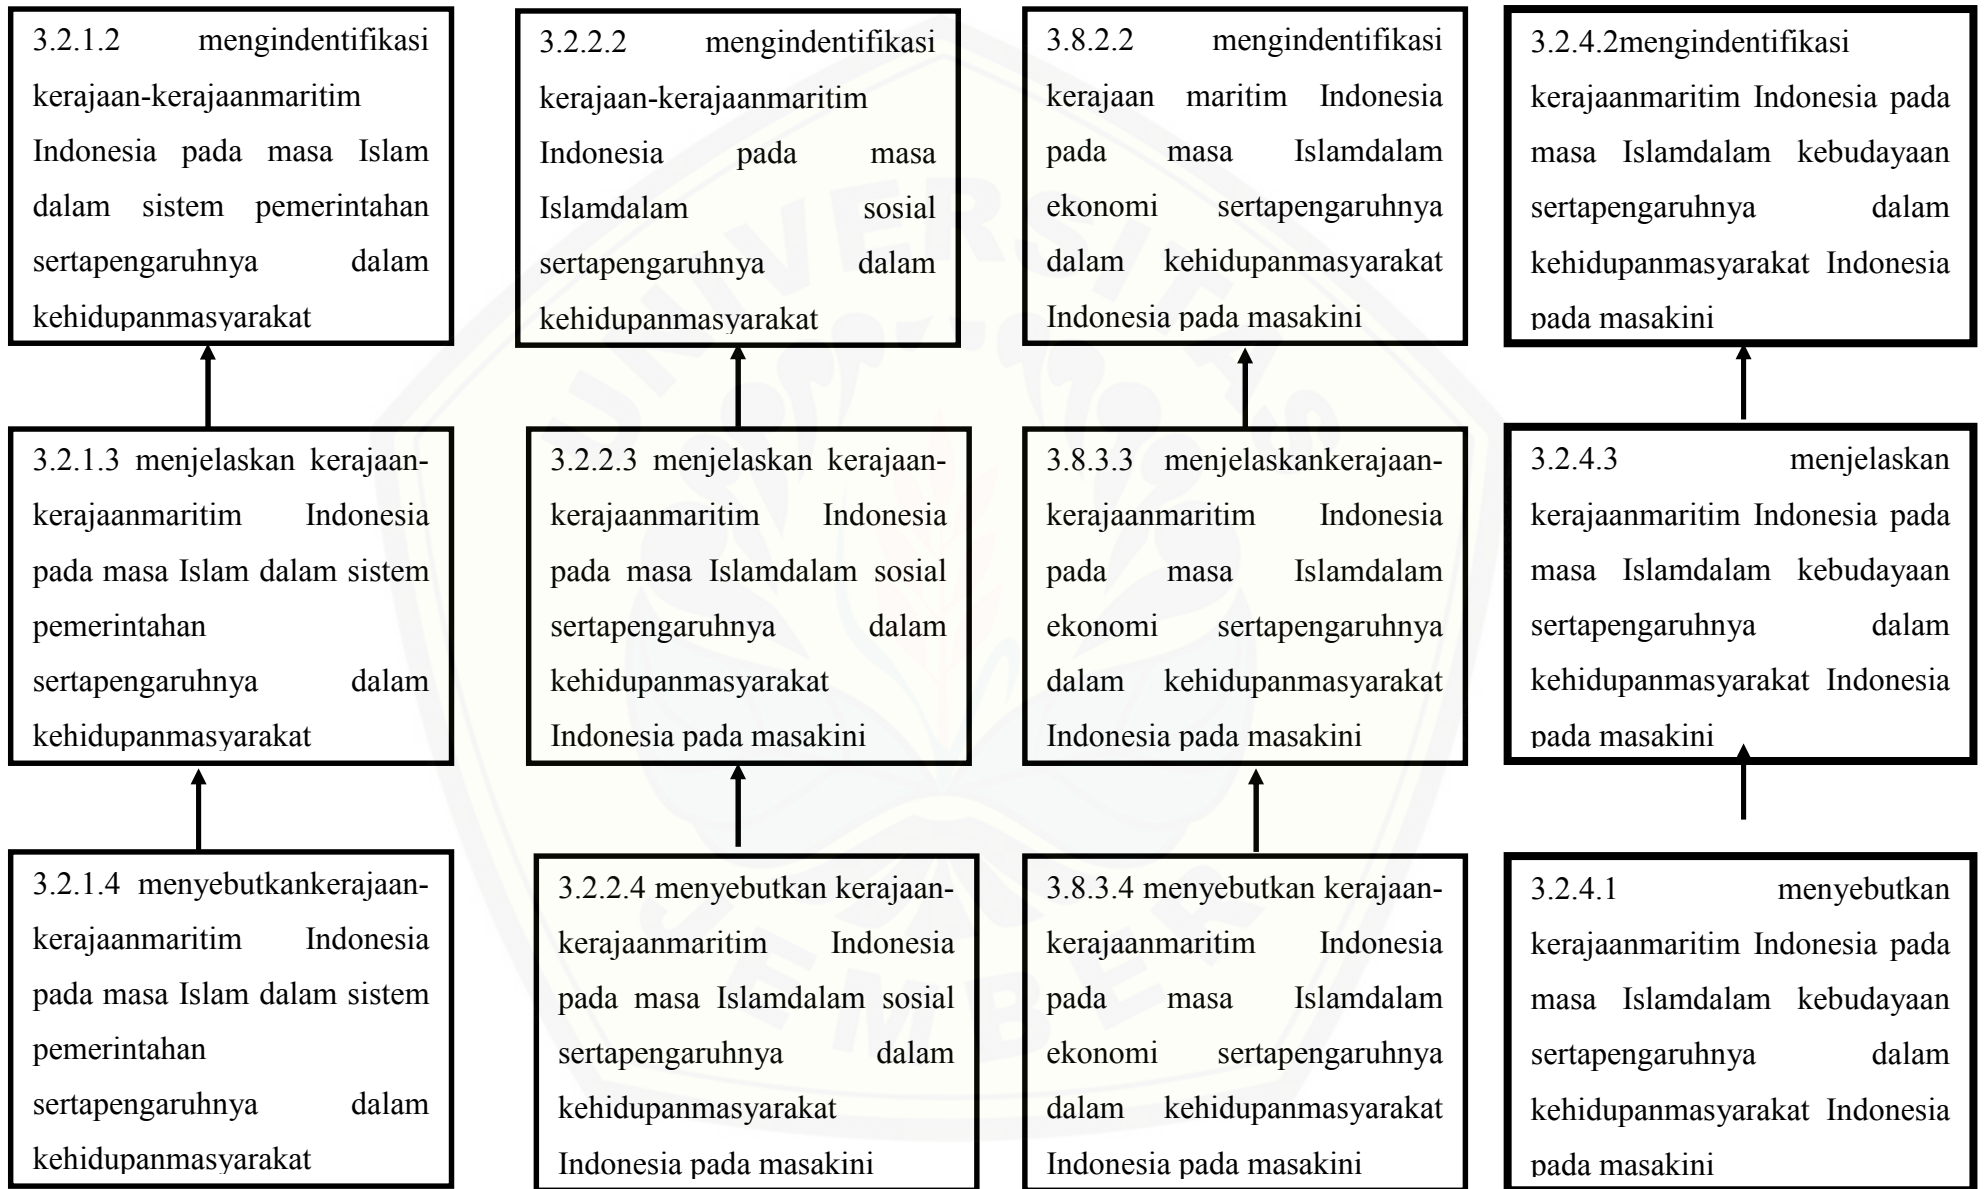 3.2.1.2 mengindentifikasi
kerajaan-kerajaanmaritim
Indonesia pada masa Islam
dalam sistem pemerintahan
sertapengaruhnya dalam
kehidupanmasyarakat
3.2.2.2 mengindentifikasi
kerajaan-kerajaanmaritim
Indonesia pada masa
Islamdalam sosial
sertapengaruhnya dalam
kehidupanmasyarakat
3.8.2.2 mengindentifikasi
kerajaan maritim Indonesia
pada masa Islamdalam
ekonomi sertapengaruhnya
dalam kehidupanmasyarakat
Indonesia pada masakini
3.2.4.2mengindentifikasi
kerajaanmaritim Indonesia pada
masa Islamdalam kebudayaan
sertapengaruhnya dalam
kehidupanmasyarakat Indonesia
pada masakini
3.2.1.3 menjelaskan kerajaan-
kerajaanmaritim Indonesia
pada masa Islam dalam sistem
pemerintahan
sertapengaruhnya dalam
kehidupanmasyarakat
3.2.2.3 menjelaskan kerajaan-
kerajaanmaritim Indonesia
pada masa Islamdalam sosial
sertapengaruhnya dalam
kehidupanmasyarakat
Indonesia pada masakini
3.8.3.3 menjelaskankerajaan-
kerajaanmaritim Indonesia
pada masa Islamdalam
ekonomi sertapengaruhnya
dalam kehidupanmasyarakat
Indonesia pada masakini
3.2.4.3 menjelaskan
kerajaanmaritim Indonesia pada
masa Islamdalam kebudayaan
sertapengaruhnya dalam
kehidupanmasyarakat Indonesia
pada masakini
3.2.1.4 menyebutkankerajaan-
kerajaanmaritim Indonesia
pada masa Islam dalam sistem
pemerintahan
sertapengaruhnya dalam
kehidupanmasyarakat
3.2.2.4 menyebutkan kerajaan-
kerajaanmaritim Indonesia
pada masa Islamdalam sosial
sertapengaruhnya dalam
kehidupanmasyarakat
Indonesia pada masakini
3.8.3.4 menyebutkan kerajaan-
kerajaanmaritim Indonesia
pada masa Islamdalam
ekonomi sertapengaruhnya
dalam kehidupanmasyarakat
Indonesia pada masakini
3.2.4.1 menyebutkan
kerajaanmaritim Indonesia pada
masa Islamdalam kebudayaan
sertapengaruhnya dalam
kehidupanmasyarakat Indonesia
pada masakini
UNIVERSITAS
JEMBER